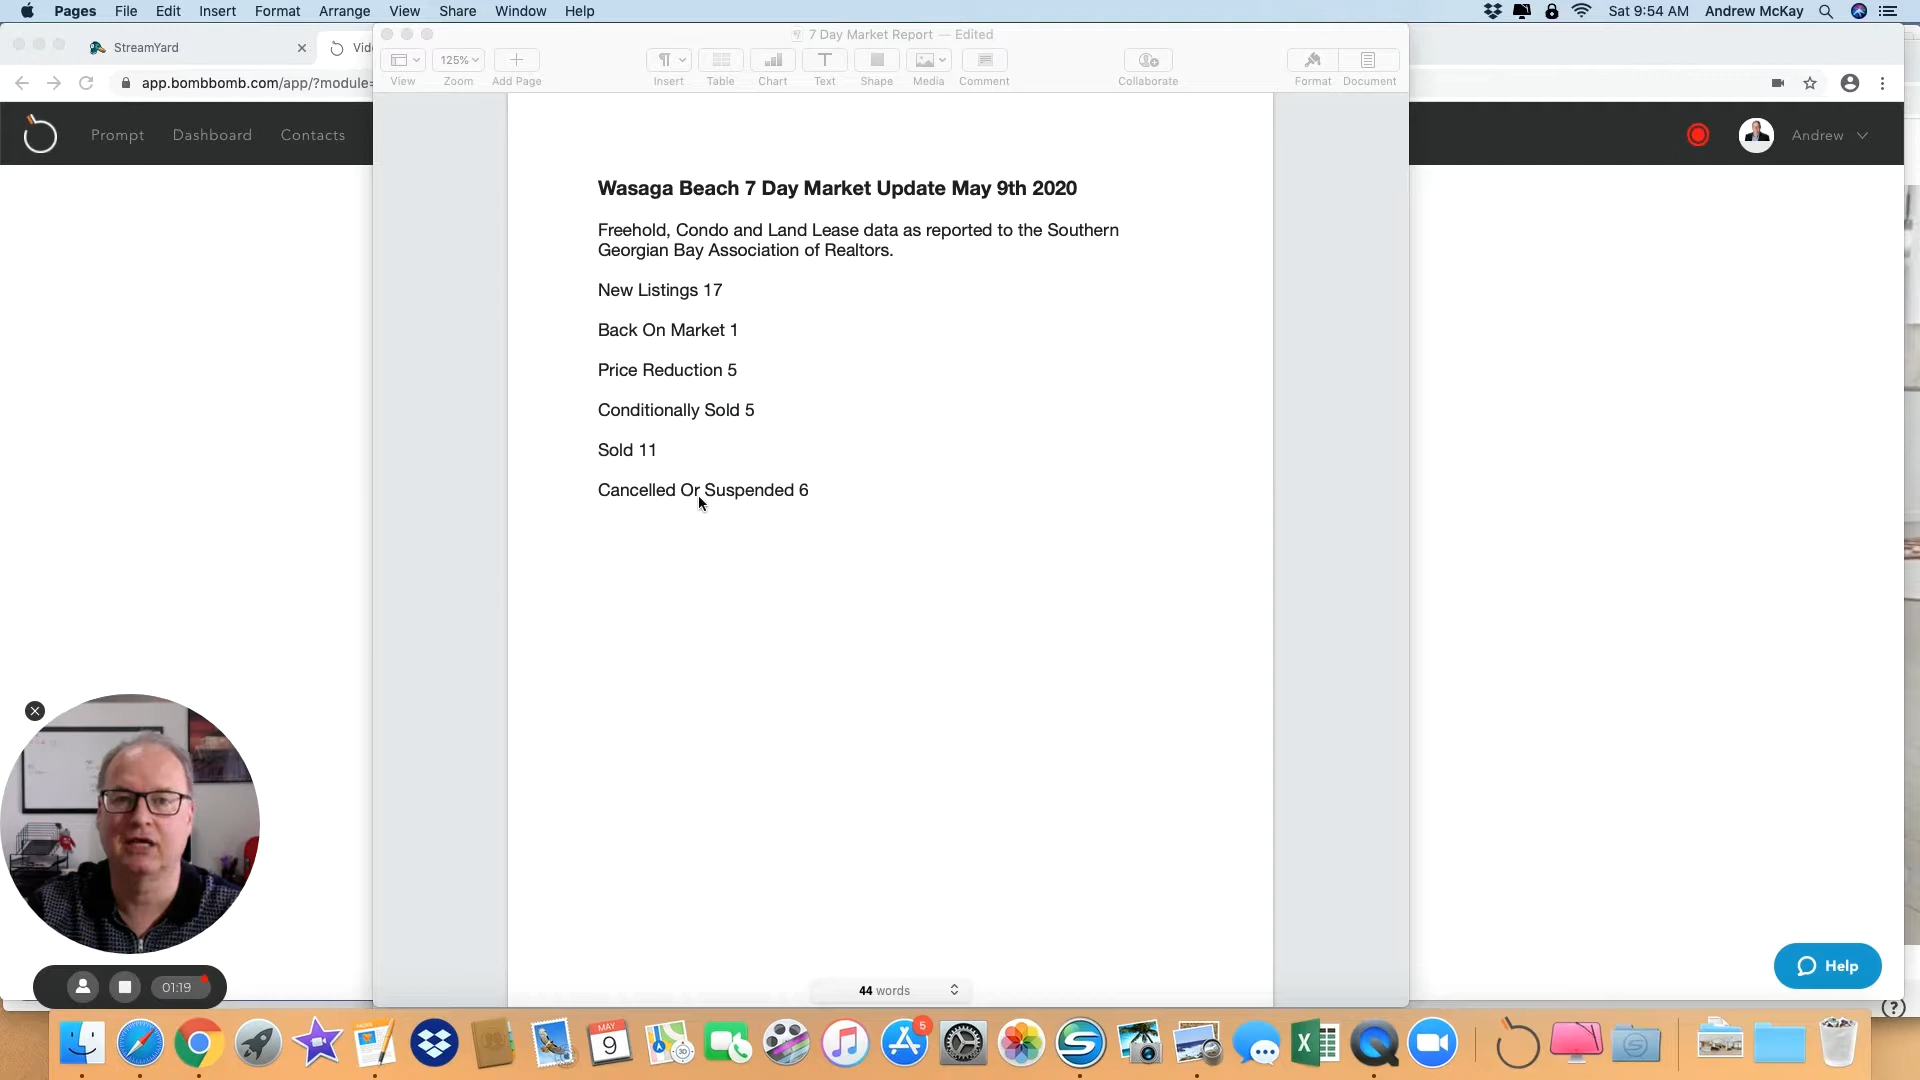 Pages File Edit Insert Format Arrange View Share Window Help
Sat 9:54 AM Andrew McKay
StreamYard
Vid
7 Day Market Report — Edited
125%
View Zoom Add Page Insert Table Chart Text Shape Media Comment Collaborate Format Document
app.bombbomb.com/app/?module=
Prompt Dashboard Contacts
Andrew
Wasaga Beach 7 Day Market Update May 9th 2020
Freehold, Condo and Land Lease data as reported to the Southern
Georgian Bay Association of Realtors.
New Listings 17
Back On Market 1
Price Reduction 5
Conditionally Sold 5
Sold 11
Cancelled Or Suspended 6
Help
01:19
44 words
5
MAY
9
3D